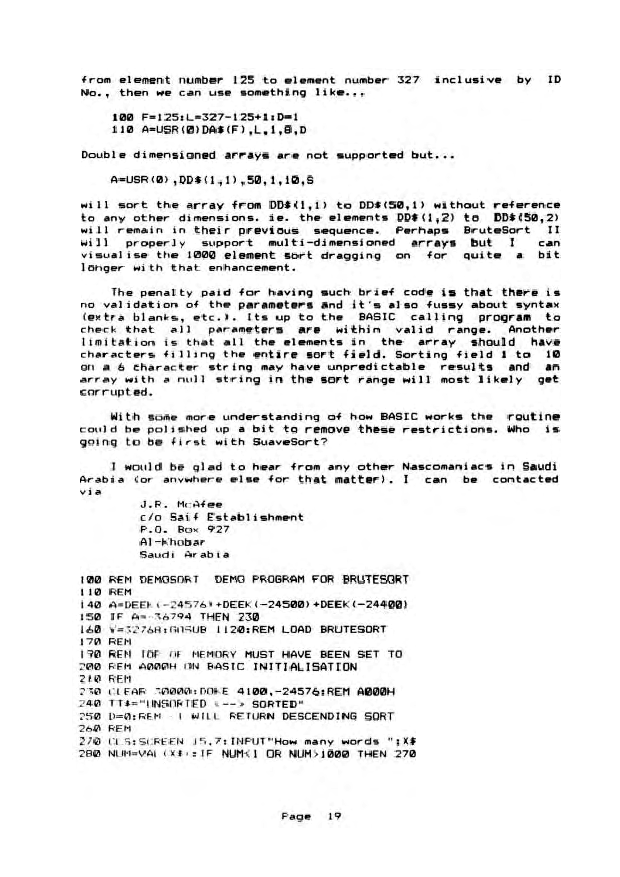 from element number 125 to element number 327 inclusive by ID
No., then we can use something like...
100 F=125:L=327-125+1:D=1
110 A=USR(0)DA$(F),L,1,8,D
Double dimensioned arrays are not supported but...
A=USR(0),DD$(1,1),50,1,10,S
will sort the array from DD$(1,1) to DD$(50,1) without reference
to any other dimensions. ie. the elements DD$(1,2) to DD$(50,2)
will remain in their previous sequence. Perhaps BruteSort II
will properly support multi-dimensioned arrays but I can
visualise the 1000 element sort dragging on for quite a bit
longer with that enhancement.
The penalty paid for having such brief code is that there is
no validation of the parameters and it's also fussy about syntax
(extra blanks, etc.). Its up to the BASIC calling program to
check that all parameters are within valid range. Another
limitation is that all the elements in the array should have
characters filling the entire sort field. Sorting field 1 to 10
on a 6 character string may have unpredictable results and an
array with a null string in the sort range will most likely get
corrupted.
With some more understanding of how BASIC works the routine
could be polished up a bit to remove these restrictions. Who is
going to be first with SuaveSort?
I would be glad to hear from any other Nascomaniacs in Saudi
Arabia (or anywhere else for that matter). I can be contacted
via
J.R. McAfee
c/o Saif Establishment
P.O. Box 927
Al-Khobar
Saudi Arabia
100 REM DEMOSORT DEMO PROGRAM FOR BRUTESORT
110 REM
140 A=DEEK(-24576)+DEEK(-24500)+DEEK(-24400)
150 IF A=-36794 THEN 230
160 Y=32768:GOSUB 1120:REM LOAD BRUTESORT
170 REM
190 REM TOP OF MEMORY MUST HAVE BEEN SET TO
200 REM A000H ON BASIC INITIALISATION
210 REM
230 CLEAR 30000:DOKE 4100,-24576:REM A000H
240 TT$="UNSORTED <--> SORTED"
250 D=0:REM 1 WILL RETURN DESCENDING SORT
260 REM
270 CLS:SCREEN 15,7:INPUT"How many words ";X$
280 NUM=VAL(X$):IF NUM<1 OR NUM>1000 THEN 270
Page 19